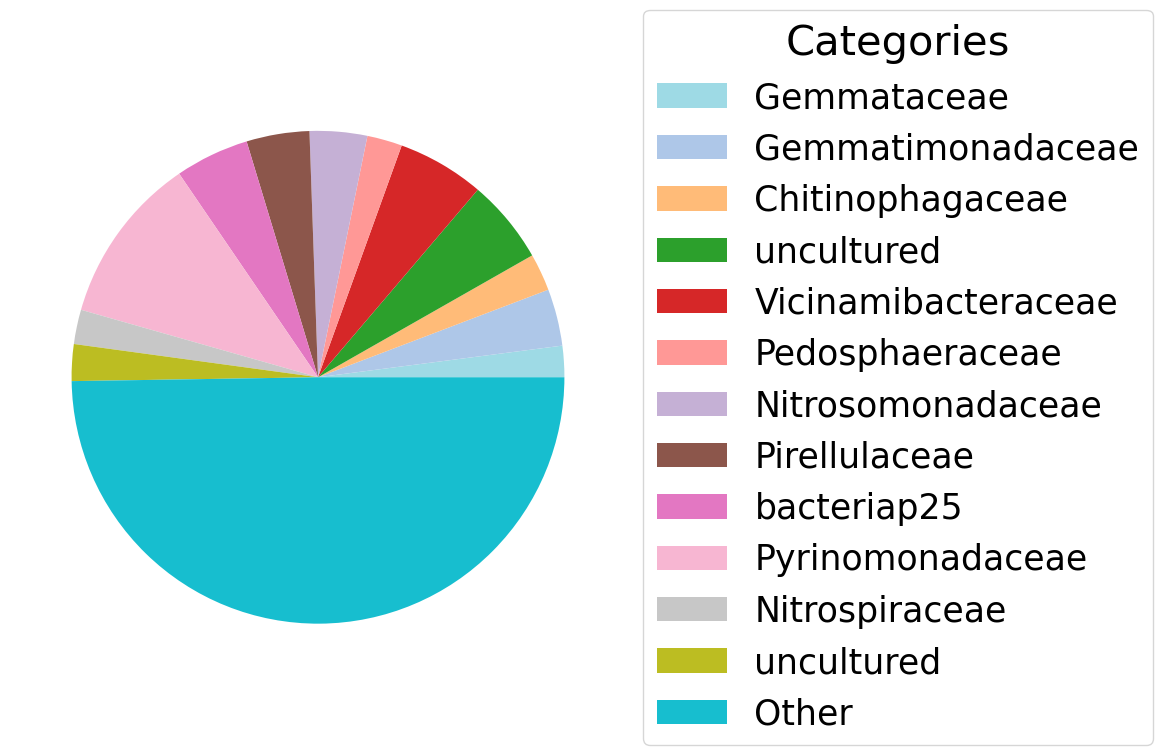 Categories
Gemmataceae
Gemmatimonadaceae
Chitinophagaceae
uncultured
Vicinamibacteraceae
Pedosphaeraceae
Nitrosomonadaceae
Pirellulaceae
bacteriap25
Pyrinomonadaceae
Nitrospiraceae
uncultured
Other